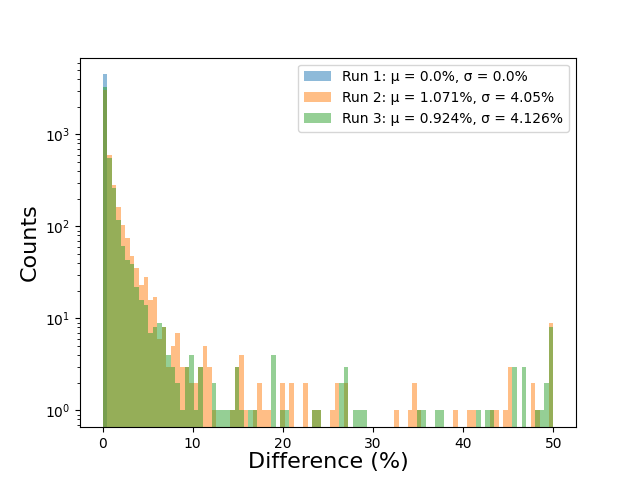 Run 1: μ = 0.0%, σ = 0.0%
Run 2: μ = 1.071%, σ = 4.05%
Run 3: μ = 0.924%, σ = 4.126%
Counts
10³
10²
10¹
10⁰
0 10 20 30 40 50
Difference (%)